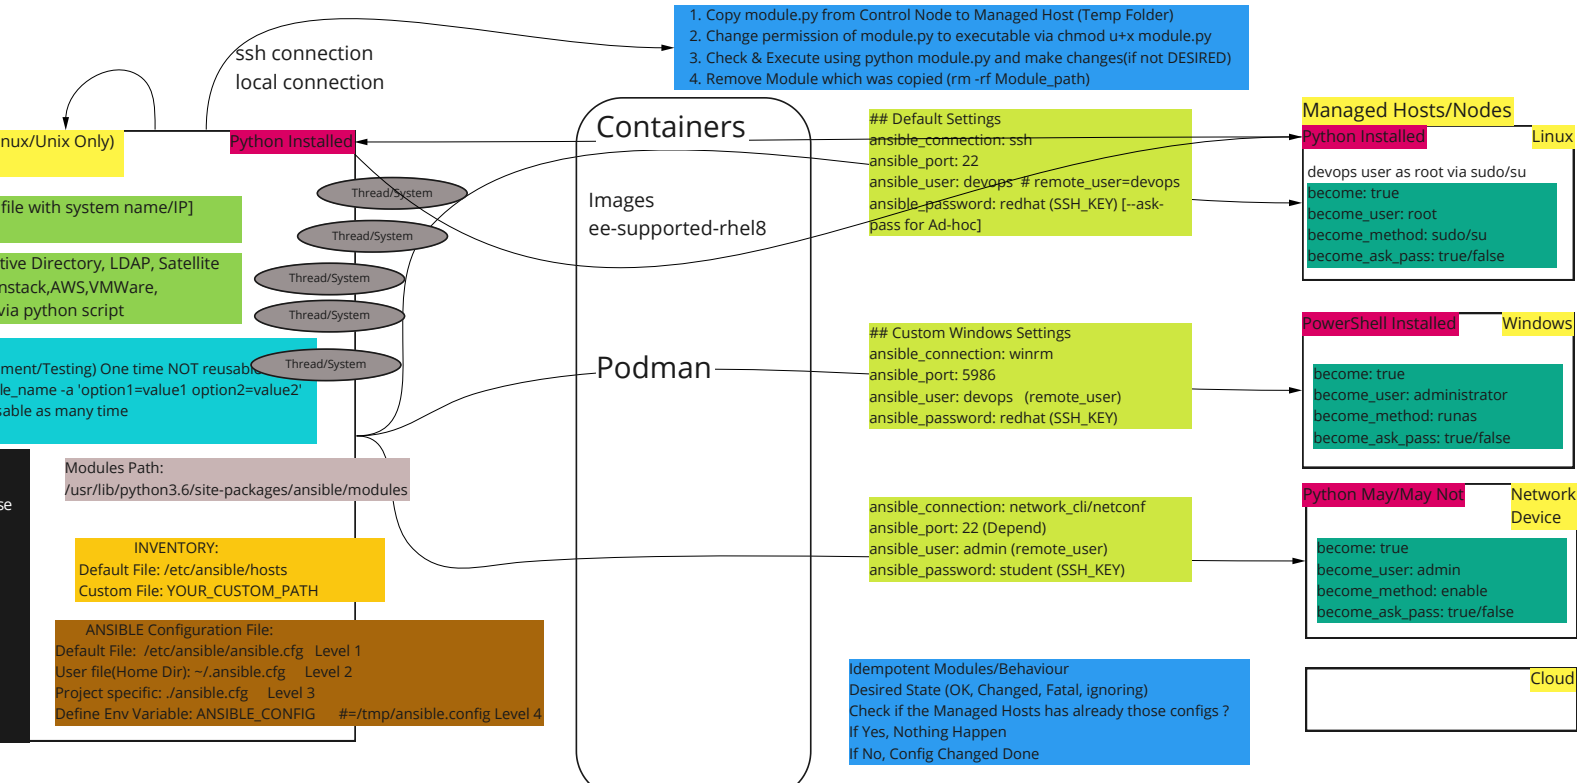 1. Copy module.py from Control Node to Managed Host (Temp Folder)
2. Change permission of module.py to executable via chmod u+x module.py
3. Check & Execute using python module.py and make changes(if not DESIRED)
4. Remove Module which was copied (rm -rf Module_path)
ssh connection
local connection
nux/Unix Only)
Python Installed
file with system name/IP]
tive Directory, LDAP, Satellite
nstack,AWS,VMWare,
via python script
Thread/System
Thread/System
Thread/System
Thread/System
Thread/System
ment/Testing) One time NOT reusabl
le_name -a 'option1=value1 option2=value2'
sable as many time
Modules Path:
/usr/lib/python3.6/site-packages/ansible/modules
se
INVENTORY:
Default File: /etc/ansible/hosts
Custom File: YOUR_CUSTOM_PATH
ANSIBLE Configuration File:
Default File: /etc/ansible/ansible.cfg Level 1
User file(Home Dir): ~/.ansible.cfg Level 2
Project specific: ./ansible.cfg Level 3
Define Env Variable: ANSIBLE_CONFIG #=/tmp/ansible.config Level 4
Containers
Images
ee-supported-rhel8
Podman
## Default Settings
ansible_connection: ssh
ansible_port: 22
ansible_user: devops # remote_user=devops
ansible_password: redhat (SSH_KEY) [--ask-
pass for Ad-hoc]
## Custom Windows Settings
ansible_connection: winrm
ansible_port: 5986
ansible_user: devops (remote_user)
ansible_password: redhat (SSH_KEY)
ansible_connection: network_cli/netconf
ansible_port: 22 (Depend)
ansible_user: admin (remote_user)
ansible_password: student (SSH_KEY)
Idempotent Modules/Behaviour
Desired State (OK, Changed, Fatal, ignoring)
Check if the Managed Hosts has already those configs ?
If Yes, Nothing Happen
If No, Config Changed Done
Managed Hosts/Nodes
Python Installed
Linux
devops user as root via sudo/su
become: true
become_user: root
become_method: sudo/su
become_ask_pass: true/false
PowerShell Installed
Windows
become: true
become_user: administrator
become_method: runas
become_ask_pass: true/false
Python May/May Not
Network
Device
become: true
become_user: admin
become_method: enable
become_ask_pass: true/false
Cloud